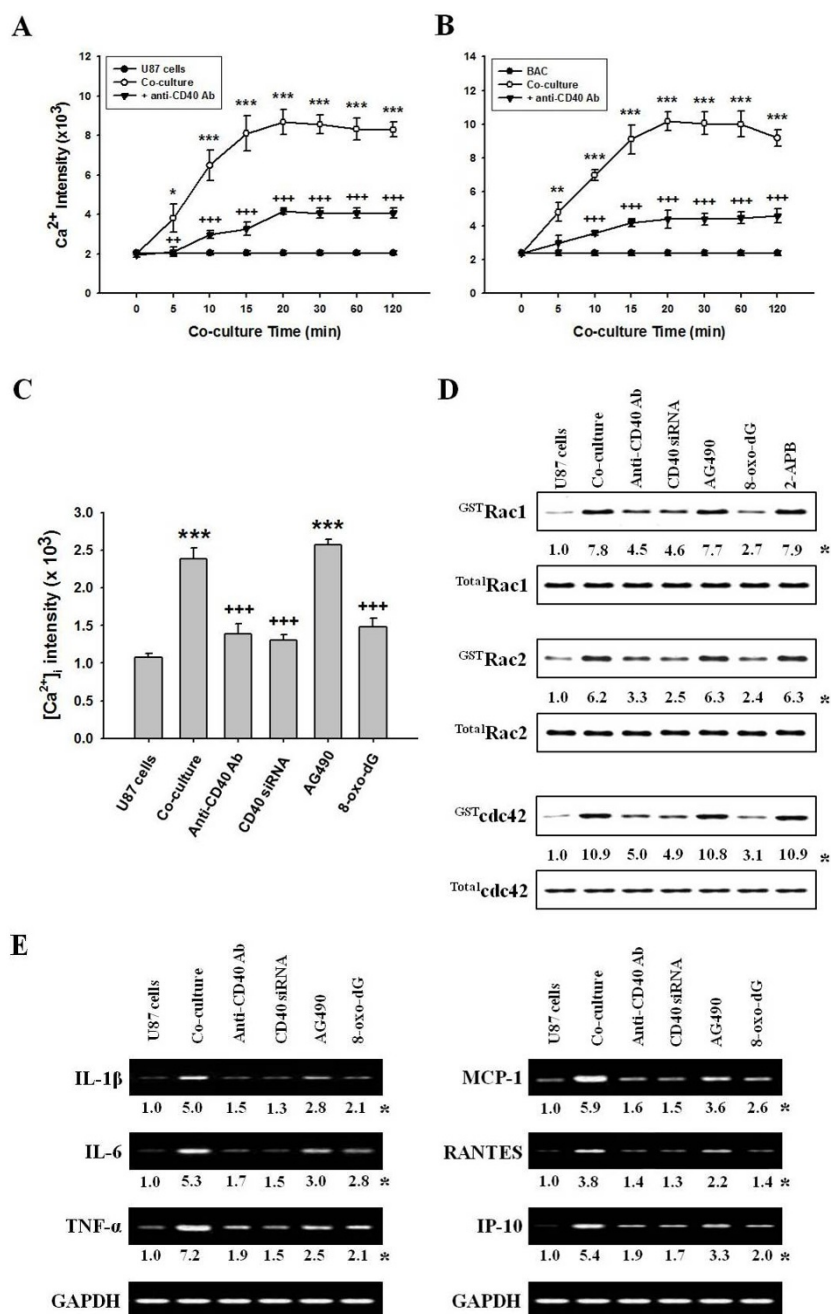 A
B
12
10
8
6
4
2
0
U87 cells
Co-culture
+ anti-CD40 Ab
* *** *** *** *** *** ***
++ +++ +++ +++ +++ +++ +++
Ca2+ Intensity (x103)
0 5 10 15 20 30 60 120
Co-culture Time (min)
14
12
10
8
6
4
2
0
BAC
Co-culture
+ anti-CD40 Ab
** *** *** *** *** *** ***
+++ +++ +++ +++ +++ +++
0 5 10 15 20 30 60 120
Co-culture Time (min)
C
[Ca2+]i intensity (x 103)
3.0
2.5
2.0
1.5
1.0
0.5
0.0
*** +++ +++ *** +++
U87 cells
Co-culture
Anti-CD40 Ab
CD40 siRNA
AG490
8-oxo-dG
D
U87 cells
Co-culture
Anti-CD40 Ab
CD40 siRNA
AG490
8-oxo-dG
2-APB
GSTRac1
1.0 7.8 4.5 4.6 7.7 2.7 7.9 *
TotalRac1
GSTRac2
1.0 6.2 3.3 2.5 6.3 2.4 6.3 *
TotalRac2
GSTcdc42
1.0 10.9 5.0 4.9 10.8 3.1 10.9 *
Totalcdc42
E
U87 cells
Co-culture
Anti-CD40 Ab
CD40 siRNA
AG490
8-oxo-dG
IL-1β
1.0 5.0 1.5 1.3 2.8 2.1 *
IL-6
1.0 5.3 1.7 1.5 3.0 2.8 *
TNF-α
1.0 7.2 1.9 1.5 2.5 2.1 *
GAPDH
U87 cells
Co-culture
Anti-CD40 Ab
CD40 siRNA
AG490
8-oxo-dG
MCP-1
1.0 5.9 1.6 1.5 3.6 2.6 *
RANTES
1.0 3.8 1.4 1.3 2.2 1.4 *
IP-10
1.0 5.4 1.9 1.7 3.3 2.0 *
GAPDH